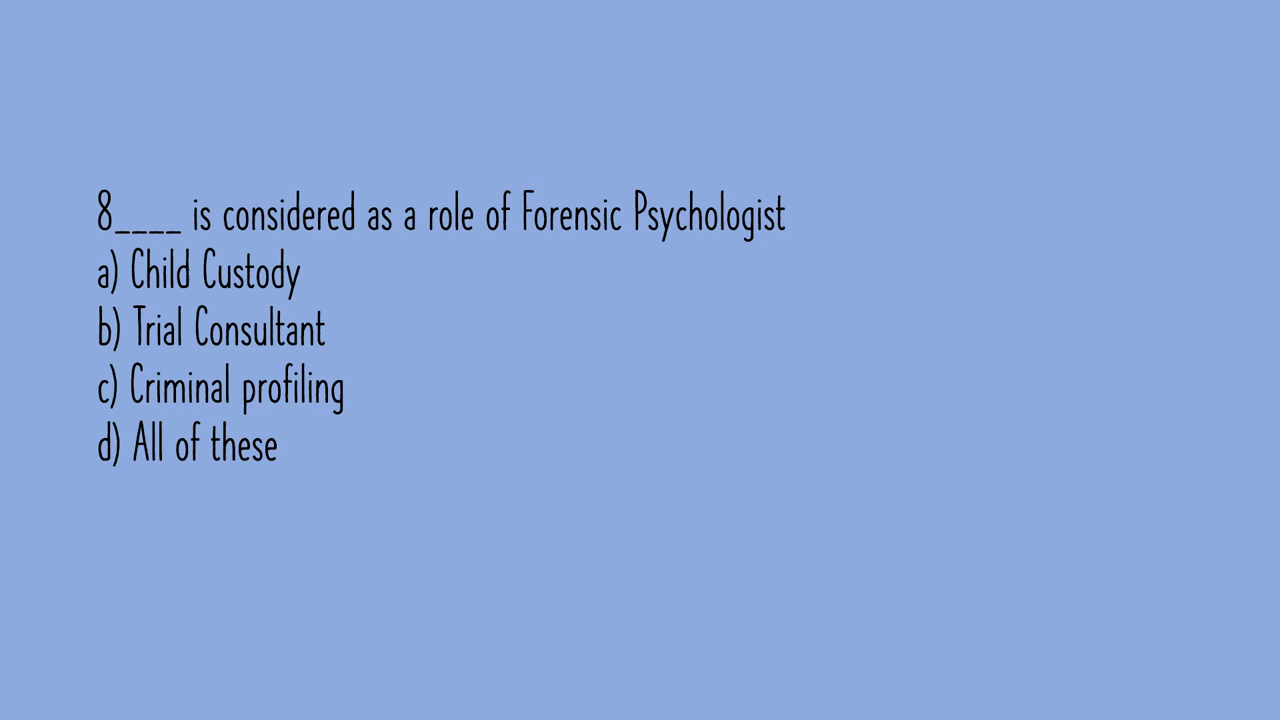 8____ is considered as a role of Forensic Psychologist
a) Child Custody
b) Trial Consultant
c) Criminal profiling
d) All of these